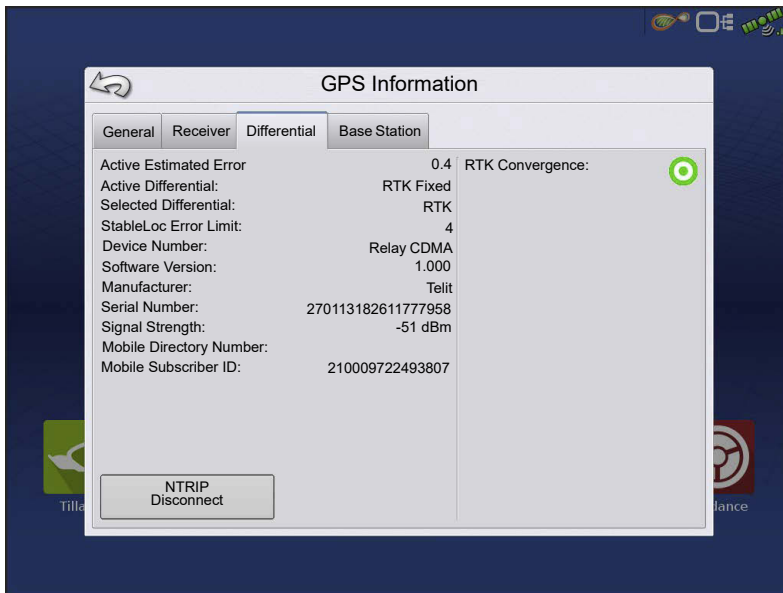 GPS Information
General
Receiver
Differential
Base Station
Active Estimated Error 0.4
Active Differential: RTK Fixed
Selected Differential: RTK
StableLoc Error Limit: 4
Device Number: Relay CDMA
Software Version: 1.000
Manufacturer: Telit
Serial Number: 270113182611777958
Signal Strength: -51 dBm
Mobile Directory Number:
Mobile Subscriber ID: 210009722493807
RTK Convergence:
NTRIP
Disconnect
Tilla
dance